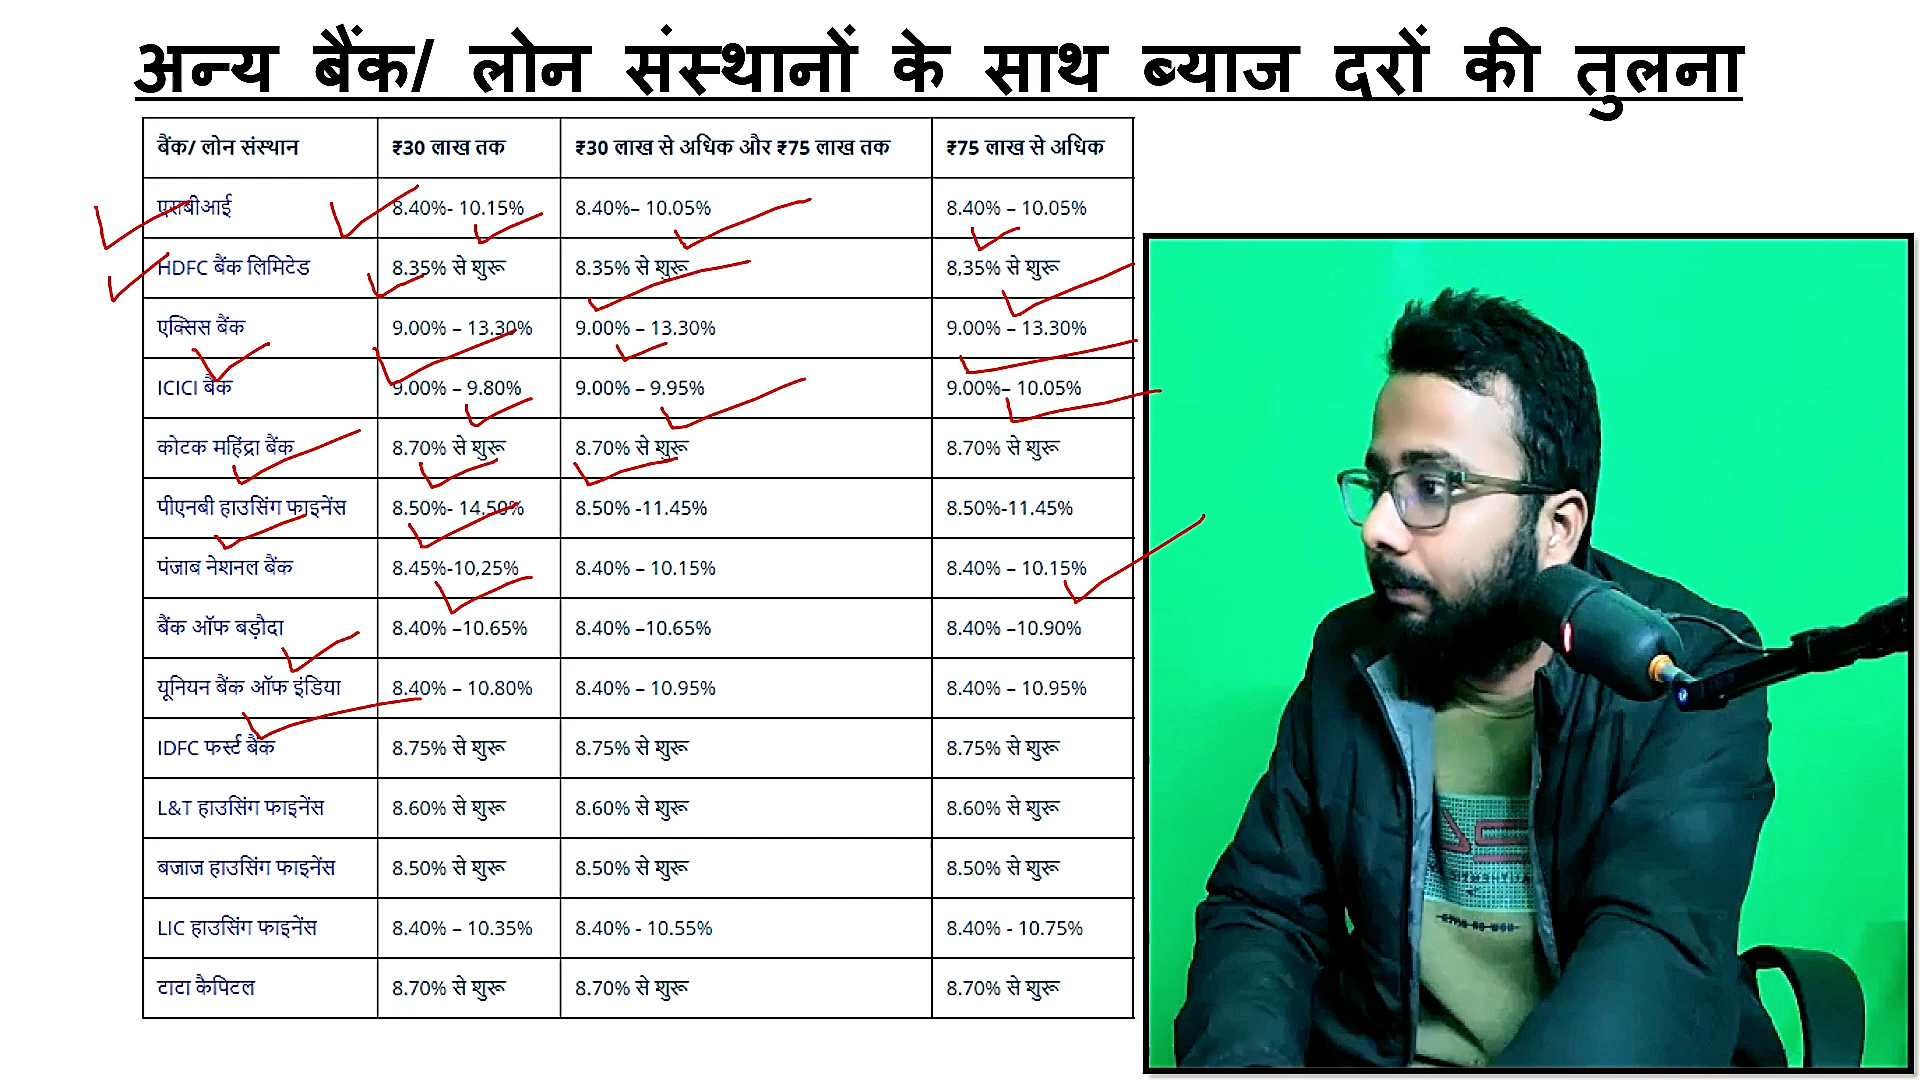 अन्य बैंक/ लोन संस्थानों के साथ ब्याज दरों की तुलना
बैंक/ लोन संस्थान ₹30 लाख तक ₹30 लाख से अधिक और ₹75 लाख तक ₹75 लाख से अधिक
एसबीआई 8.40%- 10.15% 8.40%– 10.05% 8.40% – 10.05%
HDFC बैंक लिमिटेड 8.35% से शुरू 8.35% से शुरू 8.35% से शुरू
एक्सिस बैंक 9.00% – 13.30% 9.00% – 13.30% 9.00% – 13.30%
ICICI बैंक 9.00% – 9.80% 9.00% – 9.95% 9.00%– 10.05%
कोटक महिंद्रा बैंक 8.70% से शुरू 8.70% से शुरू 8.70% से शुरू
पीएनबी हाउसिंग फाइनेंस 8.50%- 14.50% 8.50% -11.45% 8.50%-11.45%
पंजाब नेशनल बैंक 8.45%-10,25% 8.40% – 10.15% 8.40% – 10.15%
बैंक ऑफ बड़ौदा 8.40% –10.65% 8.40% –10.65% 8.40% –10.90%
यूनियन बैंक ऑफ इंडिया 8.40% – 10.80% 8.40% – 10.95% 8.40% – 10.95%
IDFC फर्स्ट बैंक 8.75% से शुरू 8.75% से शुरू 8.75% से शुरू
L&T हाउसिंग फाइनेंस 8.60% से शुरू 8.60% से शुरू 8.60% से शुरू
बजाज हाउसिंग फाइनेंस 8.50% से शुरू 8.50% से शुरू 8.50% से शुरू
LIC हाउसिंग फाइनेंस 8.40% – 10.35% 8.40% - 10.55% 8.40% - 10.75%
टाटा कैपिटल 8.70% से शुरू 8.70% से शुरू 8.70% से शुरू